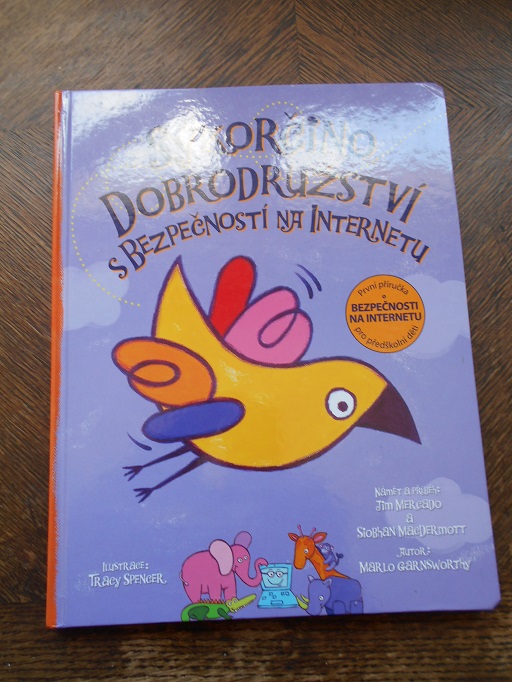 Sýkorčino
Dobrodružství
s Bezpečností na Internetu
První příručka
o
BEZPEČNOSTI
NA INTERNETU
pro předškolní děti
Námět a příběh:
Jim Mercado
a
Siobhan MacDermott
Autor:
Marlo Garnsworthy
Ilustrace:
Tracy Spencer